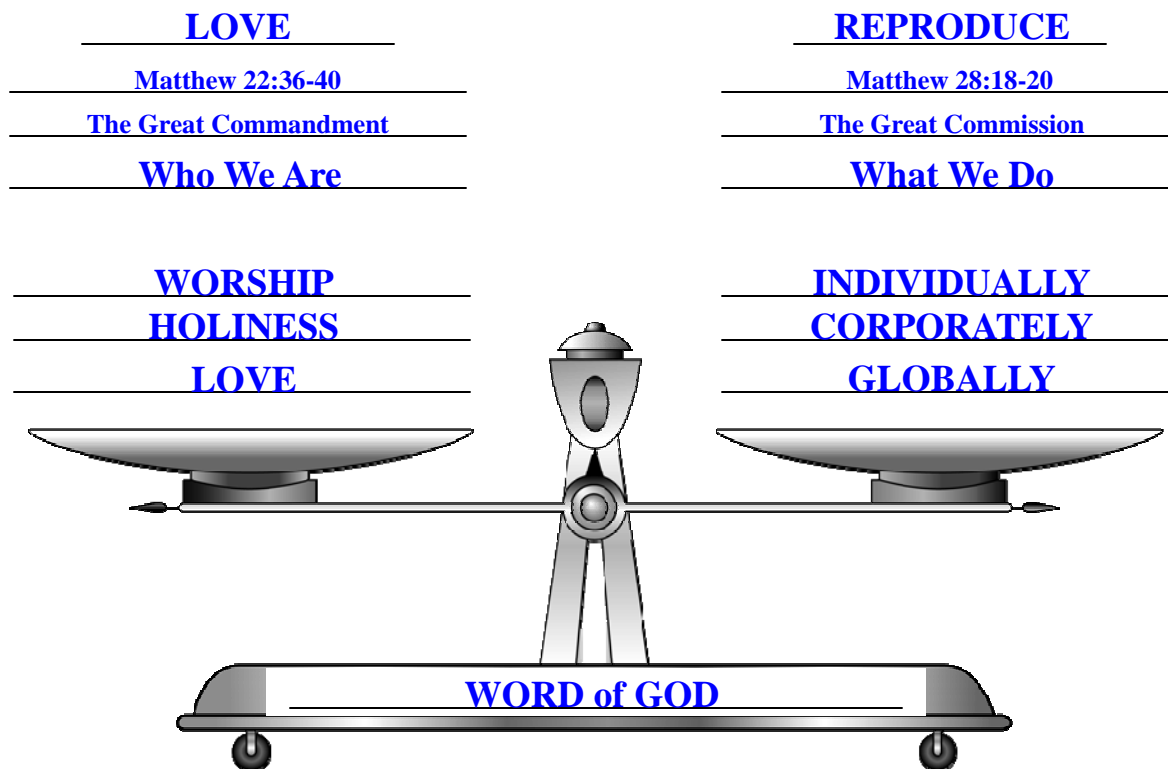 LOVE
Matthew 22:36-40
The Great Commandment
Who We Are
WORSHIP
HOLINESS
LOVE
REPRODUCE
Matthew 28:18-20
The Great Commission
What We Do
INDIVIDUALLY
CORPORATELY
GLOBALLY
WORD of GOD